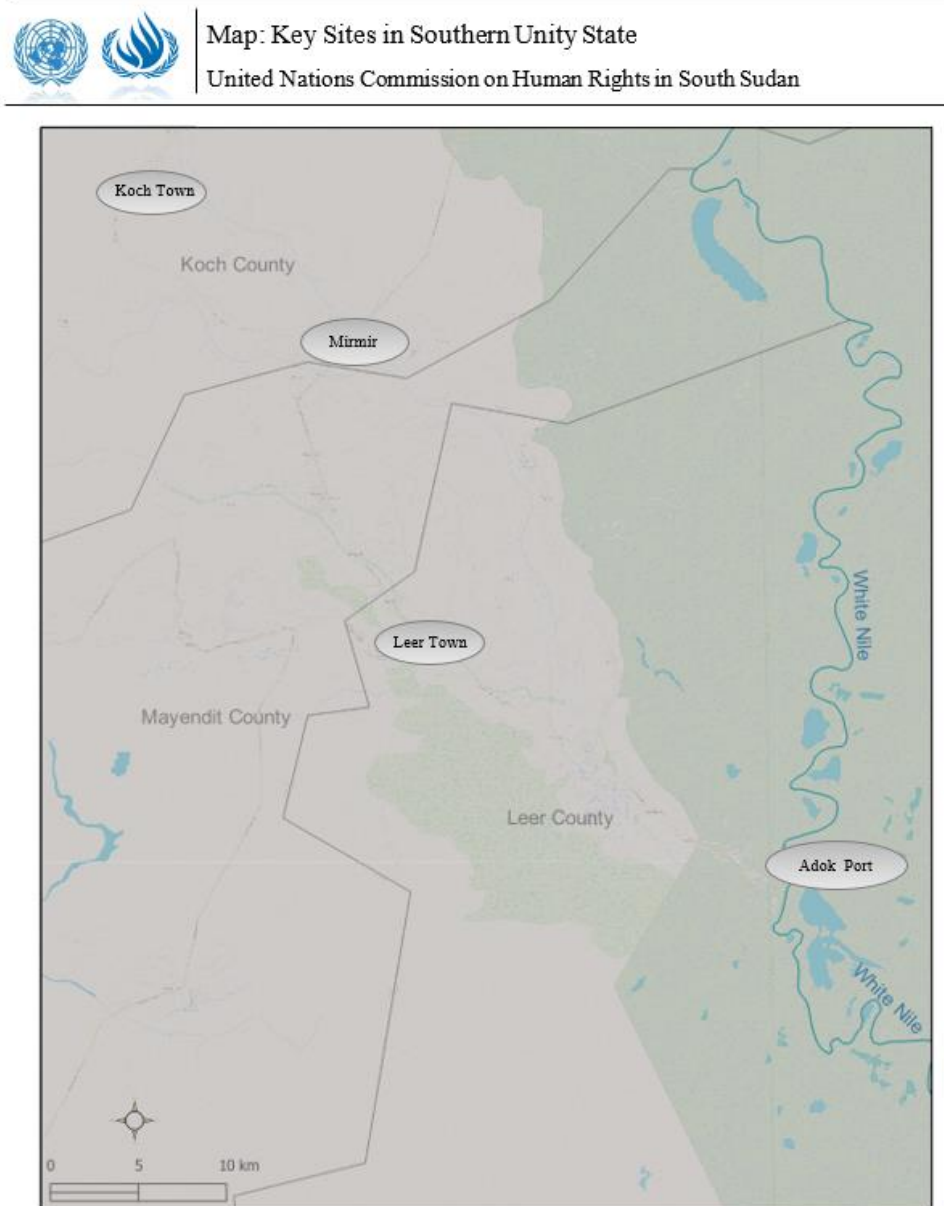 Map: Key Sites in Southern Unity State
United Nations Commission on Human Rights in South Sudan
Koch Town
Koch County
Mirmir
White Nile
Leer Town
Mayendit County
Leer County
Adok Port
White Nile
0 5 10 km